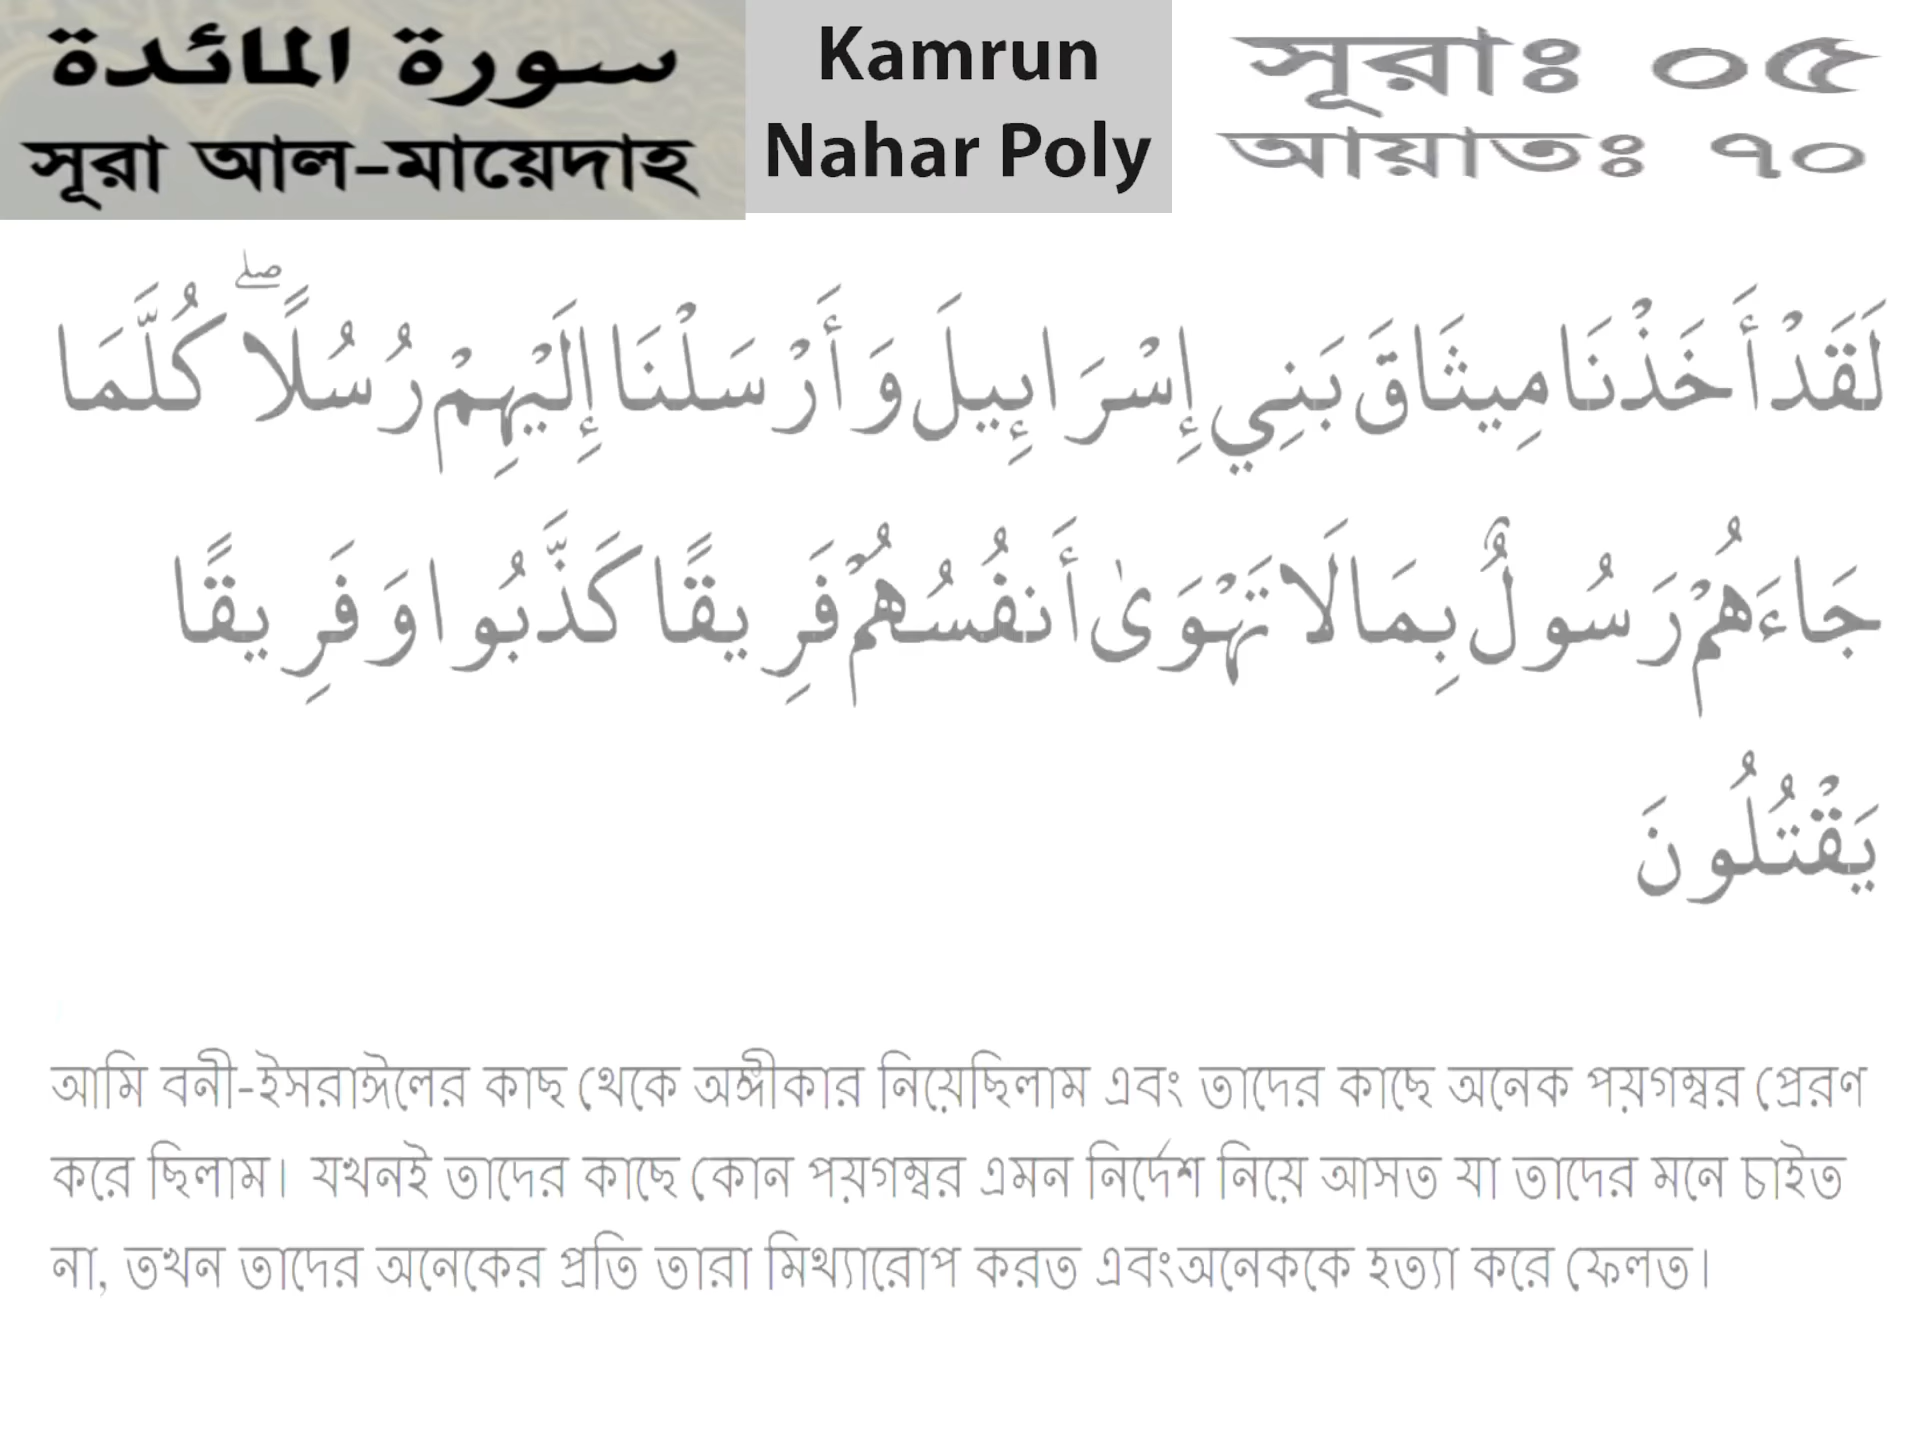 سورة المائدة
সূরা আল-মায়েদাহ
Kamrun
Nahar Poly
সূরাঃ ০৫
আয়াতঃ ৭০
لَقَدْ أَخَذْنَا مِيثَاقَ بَنِي إِسْرَايِٕيلَ وَأَرْسَلْنَا إِلَيْهِمْ رُسُلًا ۖ كُلَّمَا
جَاءَهُمْ رَسُولٌۢ بِمَا لَا تَهْوَىٰ أَنفُسُهُمْ فَرِيقًا كَذَّبُوا وَفَرِيقًا
يَقْتُلُونَ
আমি বনী-ইসরাঈলের কাছ থেকে অঙ্গীকার নিয়েছিলাম এবং তাদের কাছে অনেক পয়গম্বর প্রেরণ
করে ছিলাম। যখনই তাদের কাছে কোন পয়গম্বর এমন নির্দেশ নিয়ে আসত যা তাদের মনে চাইত
না, তখন তাদের অনেকের প্রতি তারা মিথ্যারোপ করত এবংঅনেককে হত্যা করে ফেলত।